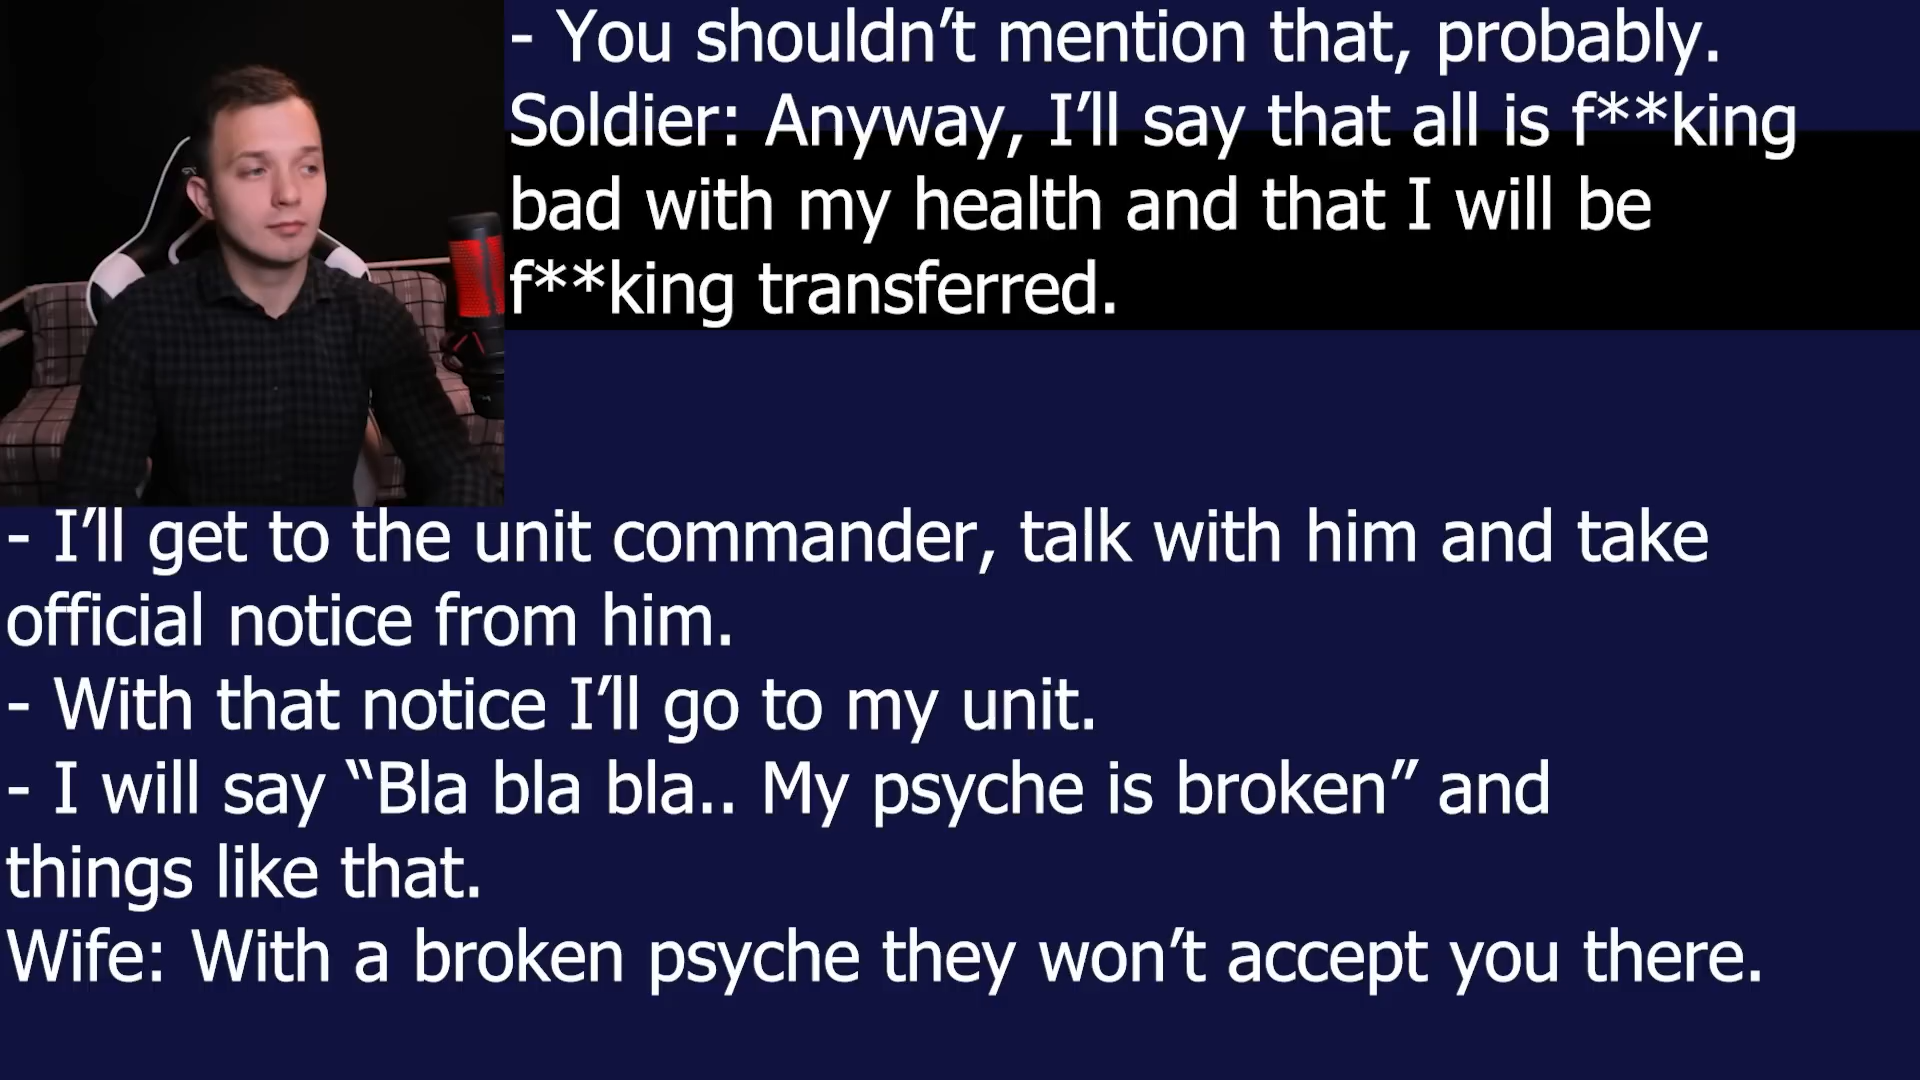 - You shouldn’t mention that, probably.
Soldier: Anyway, I’ll say that all is f**king
bad with my health and that I will be
f**king transferred.
- I’ll get to the unit commander, talk with him and take
official notice from him.
- With that notice I’ll go to my unit.
- I will say “Bla bla bla.. My psyche is broken” and
things like that.
Wife: With a broken psyche they won’t accept you there.